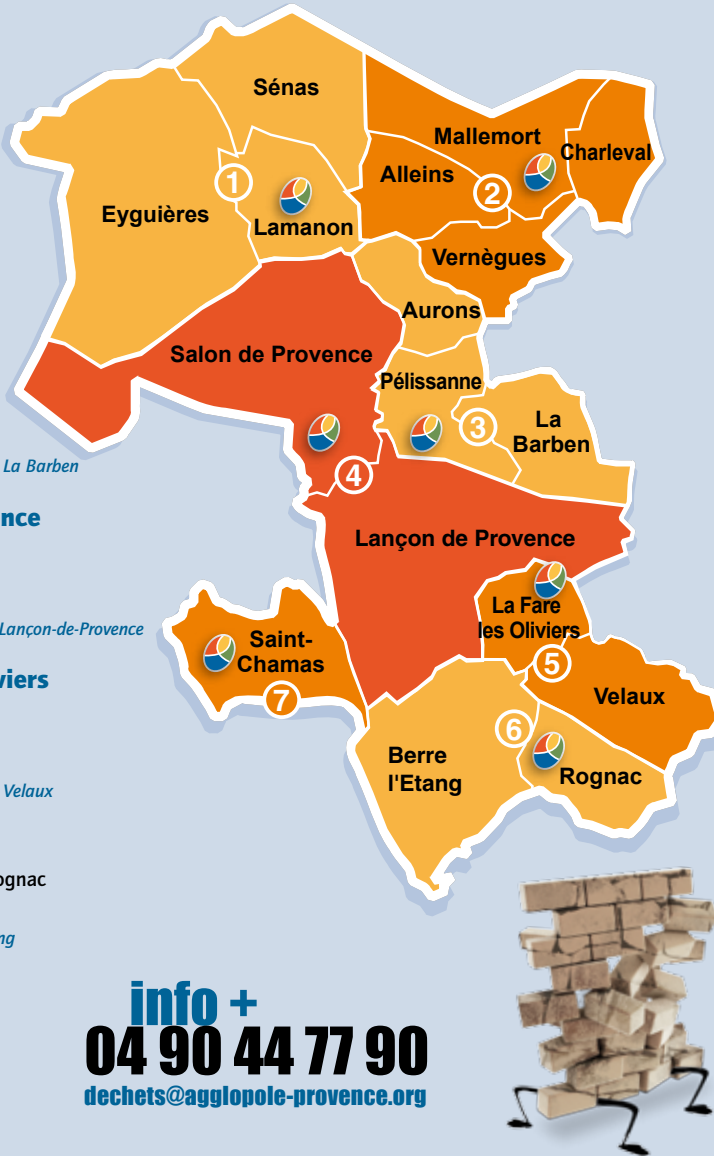 Sénas
Mallemort
Charleval
Alleins
1
2
Eyguières
Lamanon
Vernègues
Aurons
Salon de Provence
Pélissanne
3
La
Barben
La Barben
4
nce
Lançon de Provence
La Fare
les Oliviers
Lançon-de-Provence
Saint-
Chamas
5
viers
7
Velaux
6
Berre
l'Etang
Rognac
Velaux
ognac
ng
info +
04 90 44 77 90
dechets@agglopole-provence.org